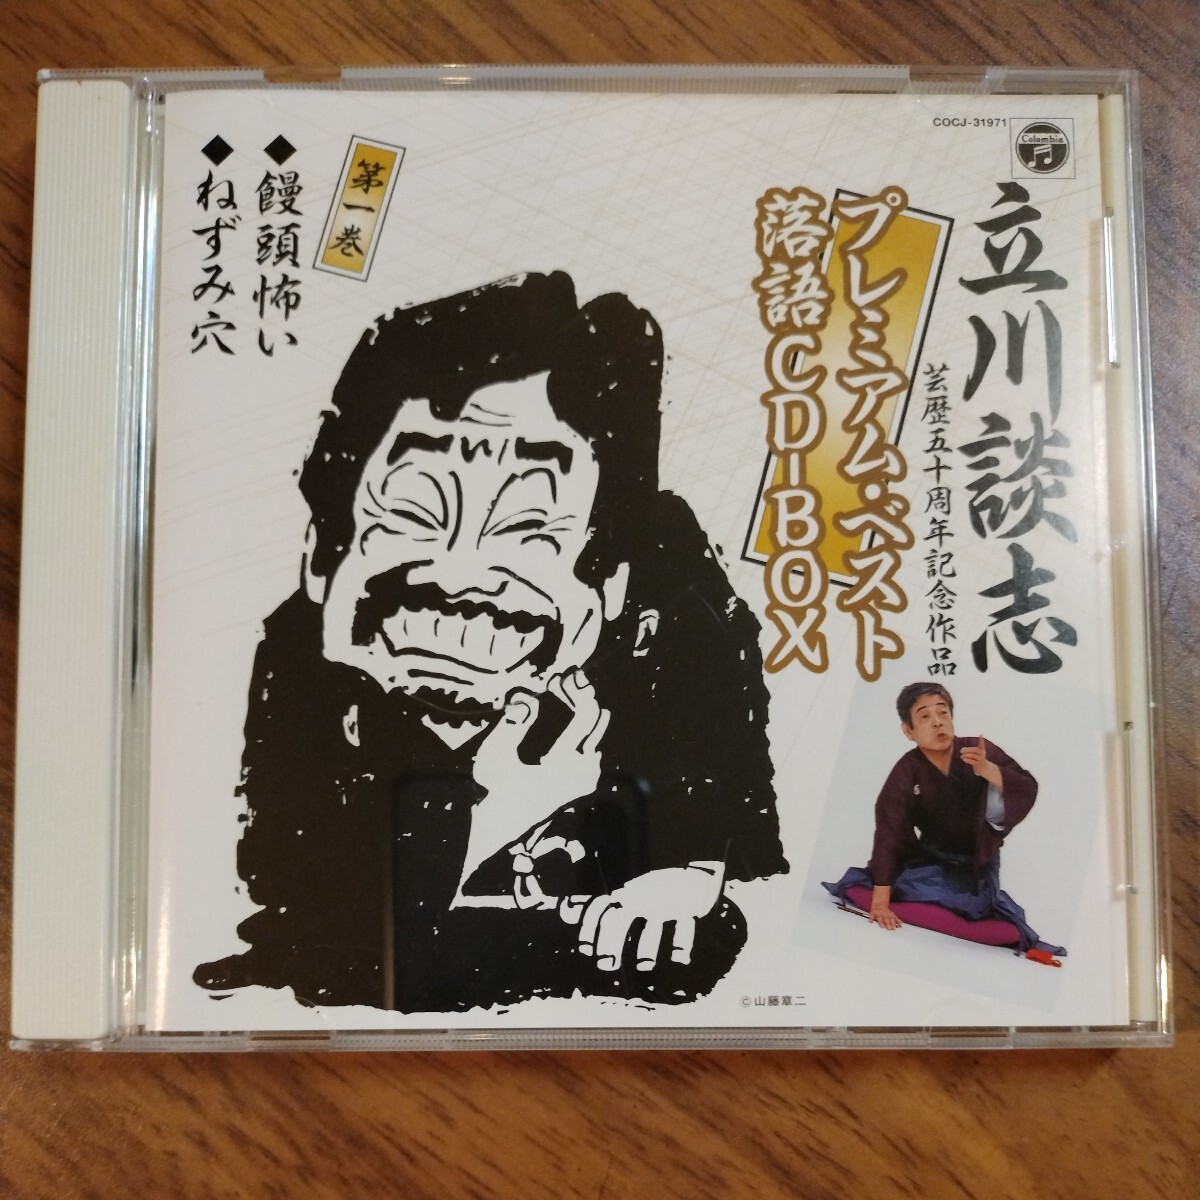 COCJ-31971
Columbia
立川談志
芸歴五十周年記念作品
プレミアム・ベスト
落語CD-BOX
第一巻
◆饅頭怖い
◆ねずみ穴
©山藤章二